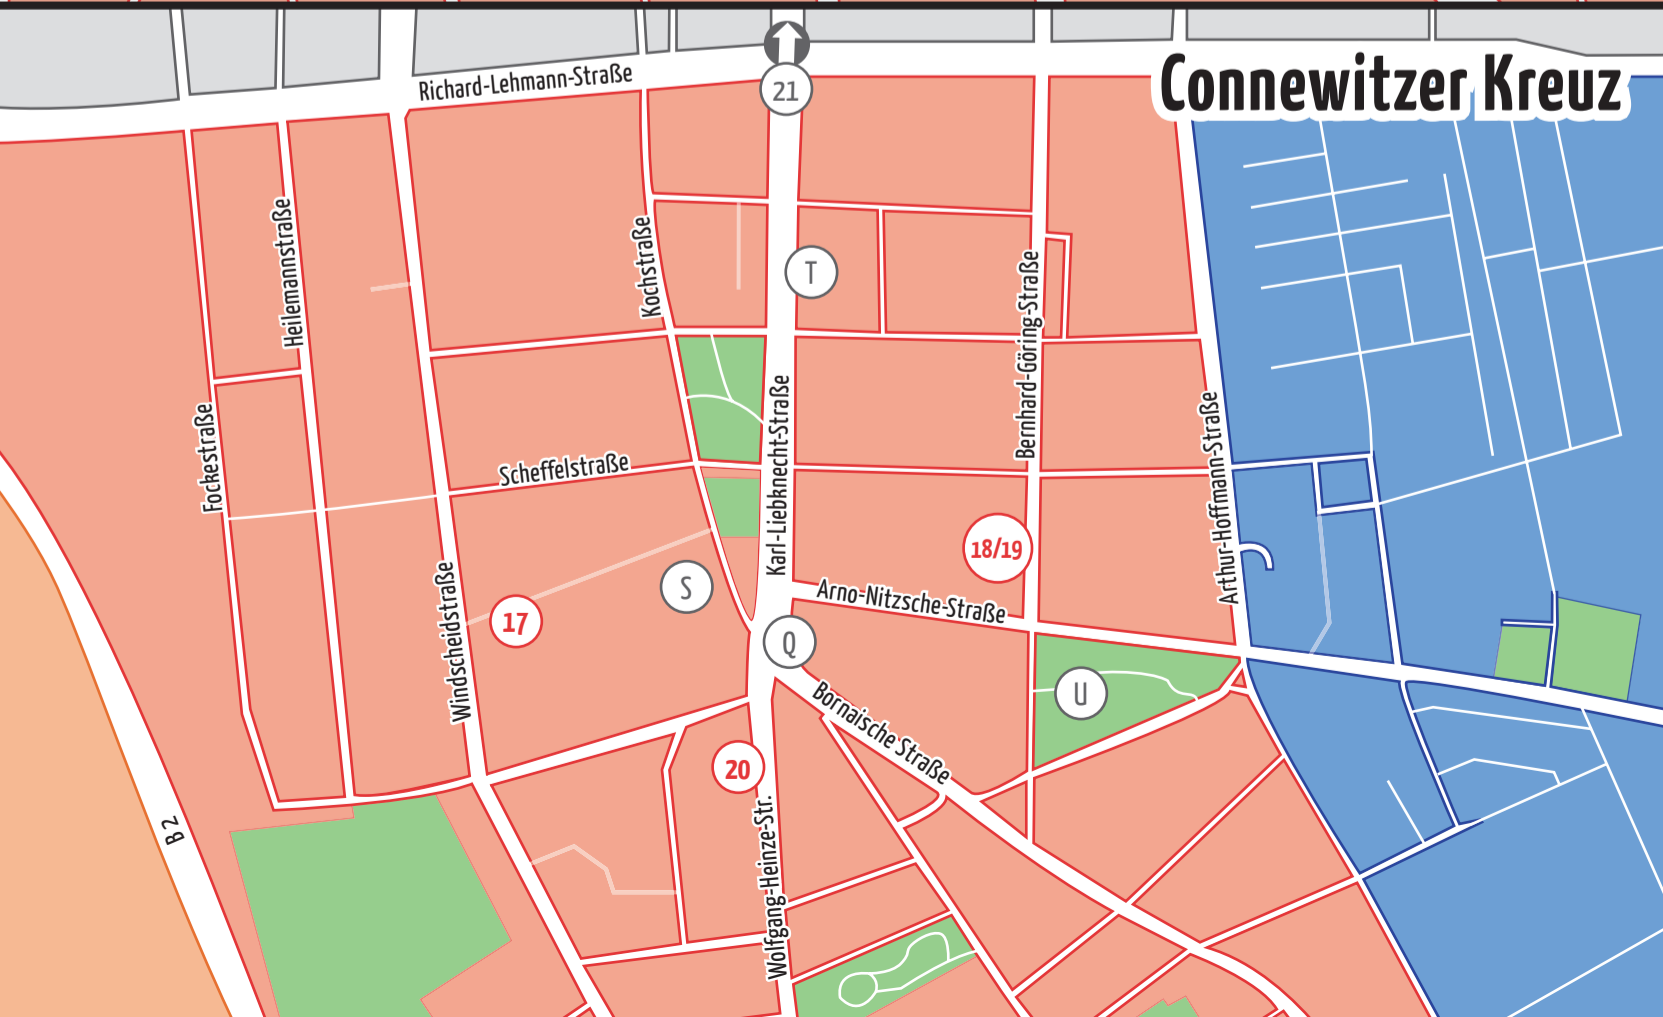 Connewitzer Kreuz
Richard-Lehmann-Straße
21
Heilemannstraße
Kochstraße
T
Bernhard-Göring-Straße
Karl-Liebknecht-Straße
Fockestraße
Scheffelstraße
Arthur-Hoffmann-Straße
18/19
S
Arno-Nitzsche-Straße
17
Windscheidstraße
Q
U
Bornaische Straße
20
B 2
Wolfgang-Heinze-Str.